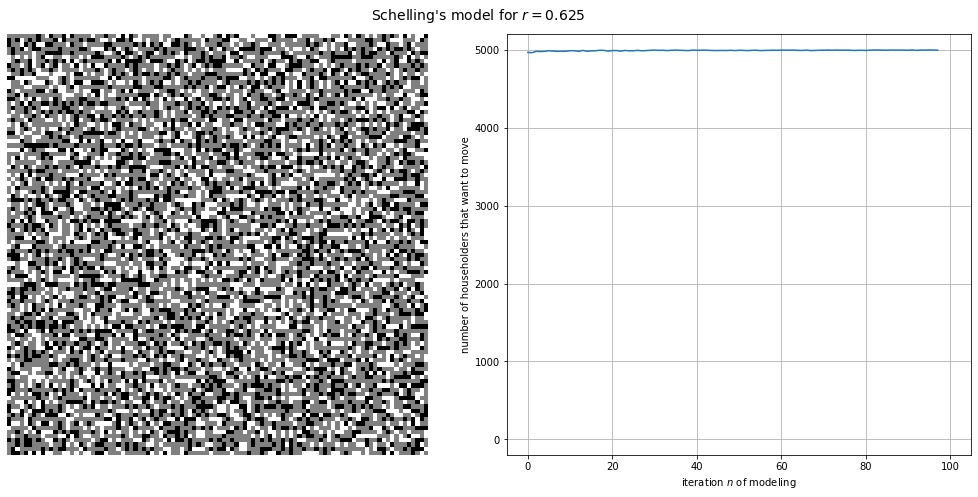 Schelling's model for r = 0.625
number of householders that want to move
5000
4000
3000
2000
1000
0
0 20 40 60 80 100
iteration n of modeling